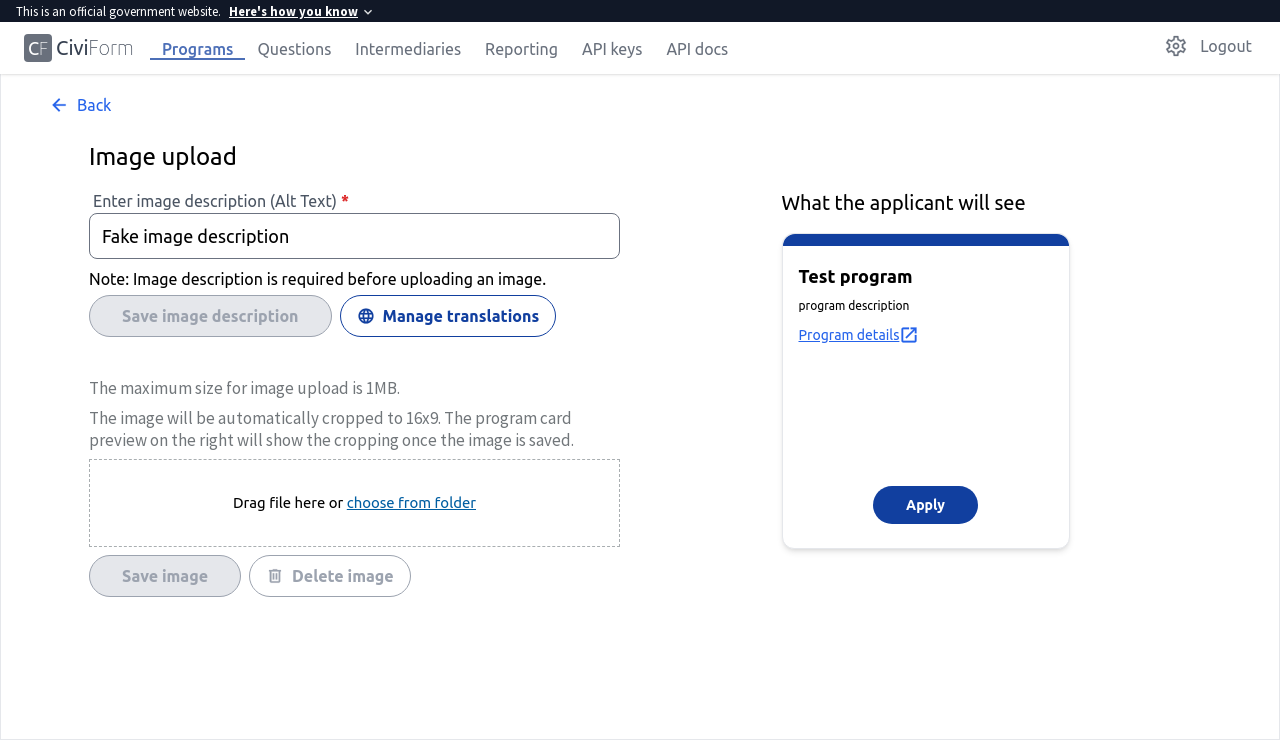 This is an official government website. Here's how you know
CF CiviForm Programs Questions Intermediaries Reporting API keys API docs Logout
Back
Image upload
Enter image description (Alt Text) *
Fake image description
Note: Image description is required before uploading an image.
Save image description Manage translations
The maximum size for image upload is 1MB.
The image will be automatically cropped to 16x9. The program card
preview on the right will show the cropping once the image is saved.
Drag file here or choose from folder
Save image Delete image
What the applicant will see
Test program
program description
Program details
Apply